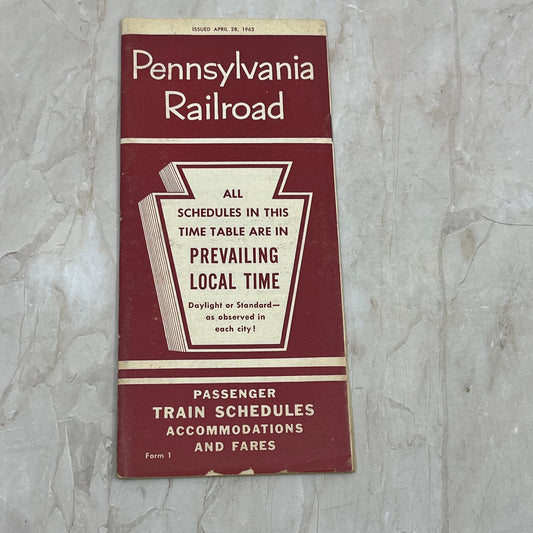 ISSUED APRIL 28, 1963
Pennsylvania
Railroad
ALL
SCHEDULES IN THIS
TIME TABLE ARE IN
PREVAILING
LOCAL TIME
Daylight or Standard—
as observed in
each city!
PASSENGER
TRAIN SCHEDULES
ACCOMMODATIONS
AND FARES
Form 1